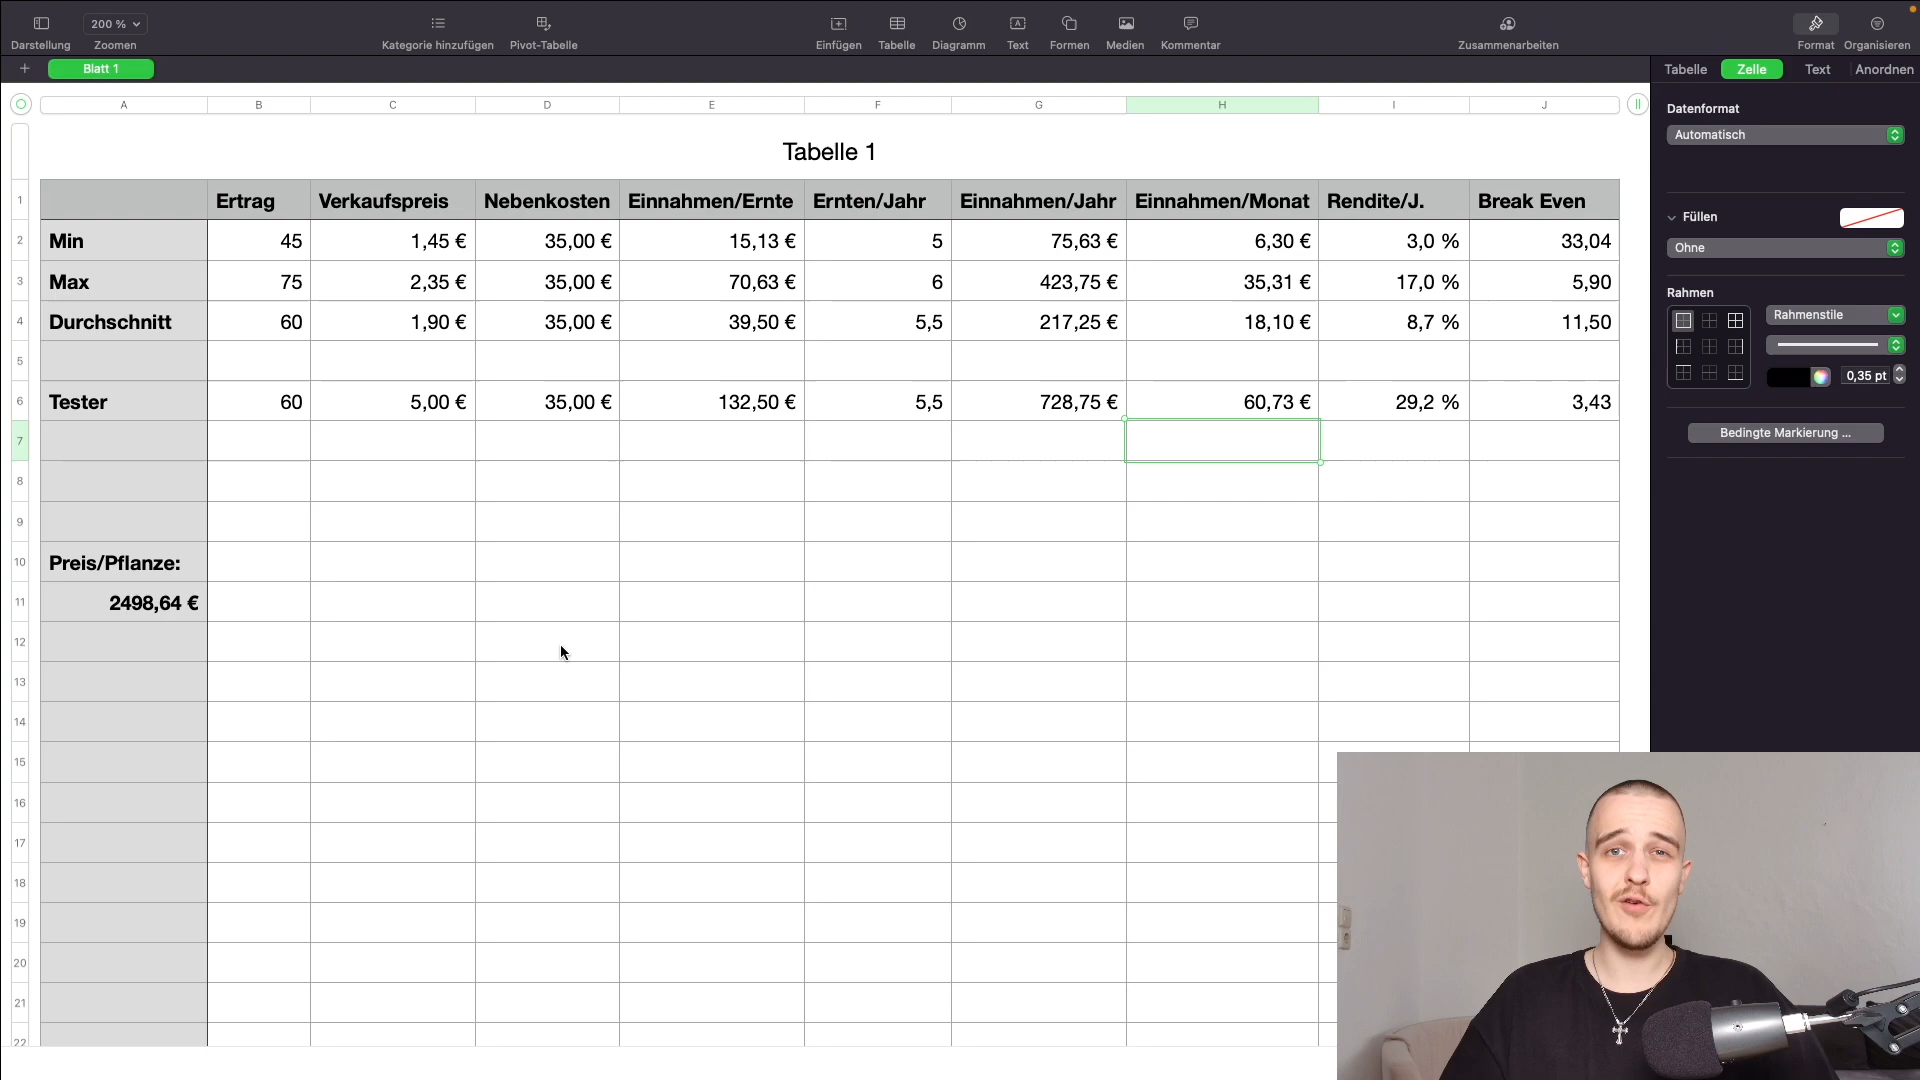 200 %
Darstellung Zoomen Kategorie hinzufügen Pivot-Tabelle Einfügen Tabelle Diagramm Text Formen Medien Kommentar Zusammenarbeiten Format Organisieren
Blatt 1 Tabelle Zelle Text Anordnen
A B C D E F G H I J
Datenformat
Automatisch
Füllen
Ohne
Rahmen
Rahmenstile
0,35 pt
Bedingte Markierung ...
Tabelle 1
1 Ertrag Verkaufspreis Nebenkosten Einnahmen/Ernte Ernten/Jahr Einnahmen/Jahr Einnahmen/Monat Rendite/J. Break Even
2 Min 45 1,45 € 35,00 € 15,13 € 5 75,63 € 6,30 € 3,0 % 33,04
3 Max 75 2,35 € 35,00 € 70,63 € 6 423,75 € 35,31 € 17,0 % 5,90
4 Durchschnitt 60 1,90 € 35,00 € 39,50 € 5,5 217,25 € 18,10 € 8,7 % 11,50
5
6 Tester 60 5,00 € 35,00 € 132,50 € 5,5 728,75 € 60,73 € 29,2 % 3,43
7
8
9
10 Preis/Pflanze:
11 2498,64 €
12
13
14
15
16
17
18
19
20
21
22